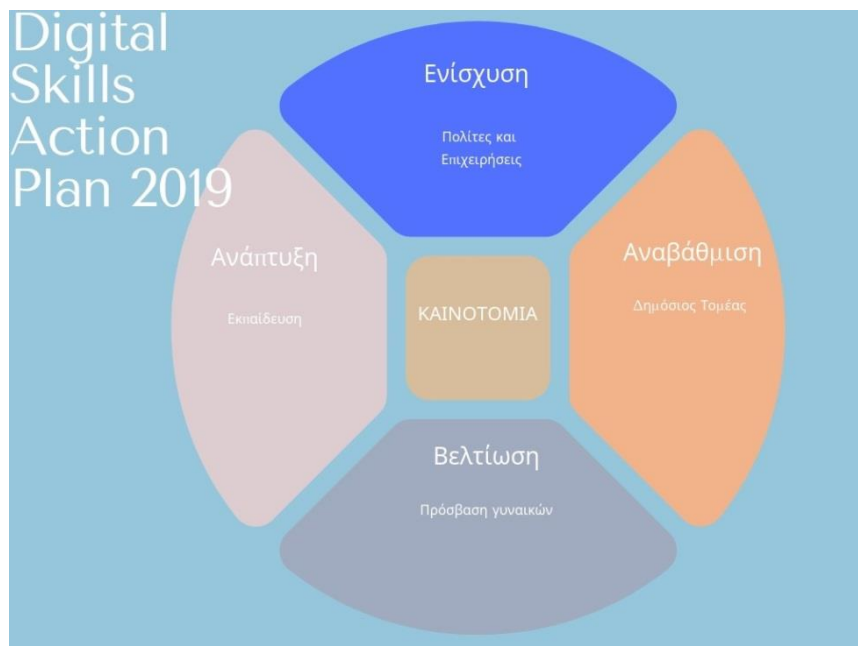 Digital
Skills
Action
Plan 2019
Ενίσχυση
Πολίτες και
Επιχειρήσεις
Ανάπτυξη
Εκπαίδευση
ΚΑΙΝΟΤΟΜΙΑ
Αναβάθμιση
Δημόσιος Τομέας
Βελτίωση
Πρόσβαση γυναικών